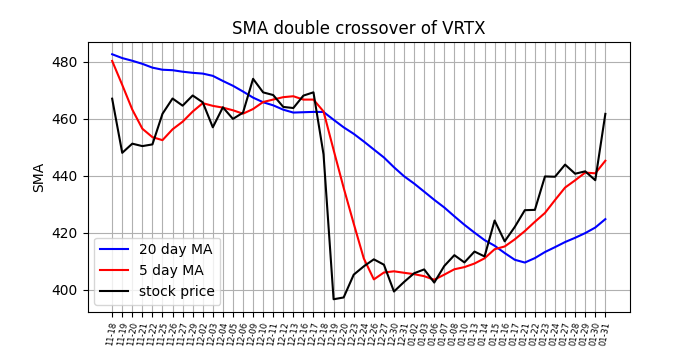 SMA double crossover of VRTX
480
460
440
420
400
SMA
20 day MA
5 day MA
stock price
11-18 11-19 11-20 11-21 11-22 11-25 11-26 11-27 11-29 12-02 12-03 12-04 12-05 12-06 12-09 12-10 12-11 12-12 12-13 12-16 12-17 12-18 12-19 12-20 12-23 12-24 12-26 12-27 12-30 12-31 01-02 01-03 01-06 01-07 01-08 01-10 01-13 01-14 01-15 01-16 01-17 01-21 01-22 01-23 01-24 01-27 01-28 01-29 01-30 01-31